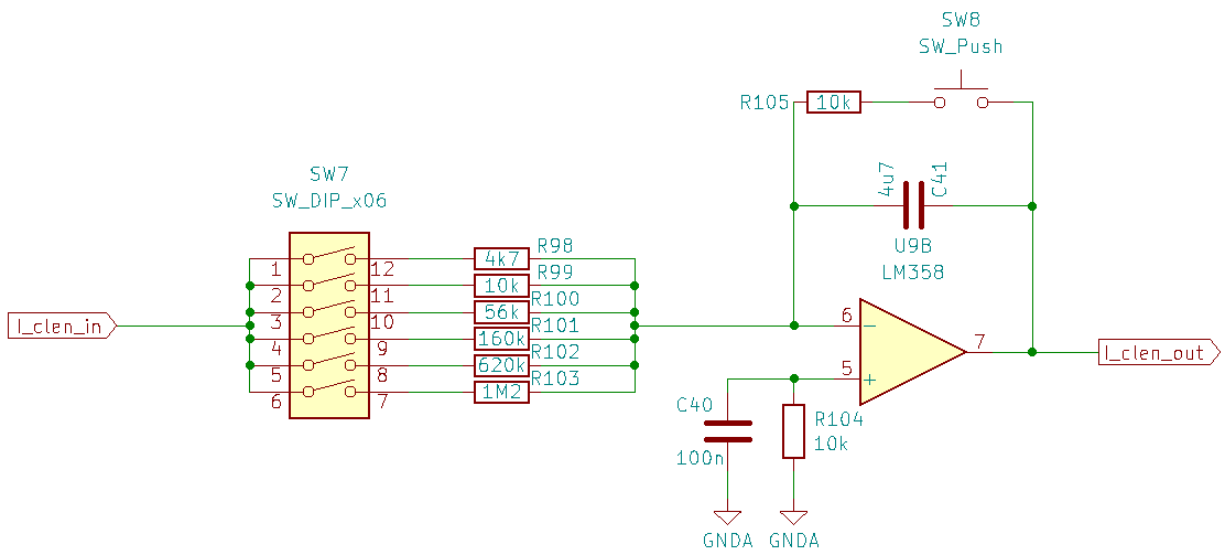 SW8
SW_Push
R105
10k
4u7
C41
SW7
SW_DIP_x06
U9B
LM358
I_clen_in
1
2
3
4
5
6
12
11
10
9
8
7
4k7
R98
10k
R99
56k
R100
160k
R101
620k
R102
1M2
R103
6
−
5
+
7
I_clen_out
C40
100n
R104
10k
GNDA
GNDA